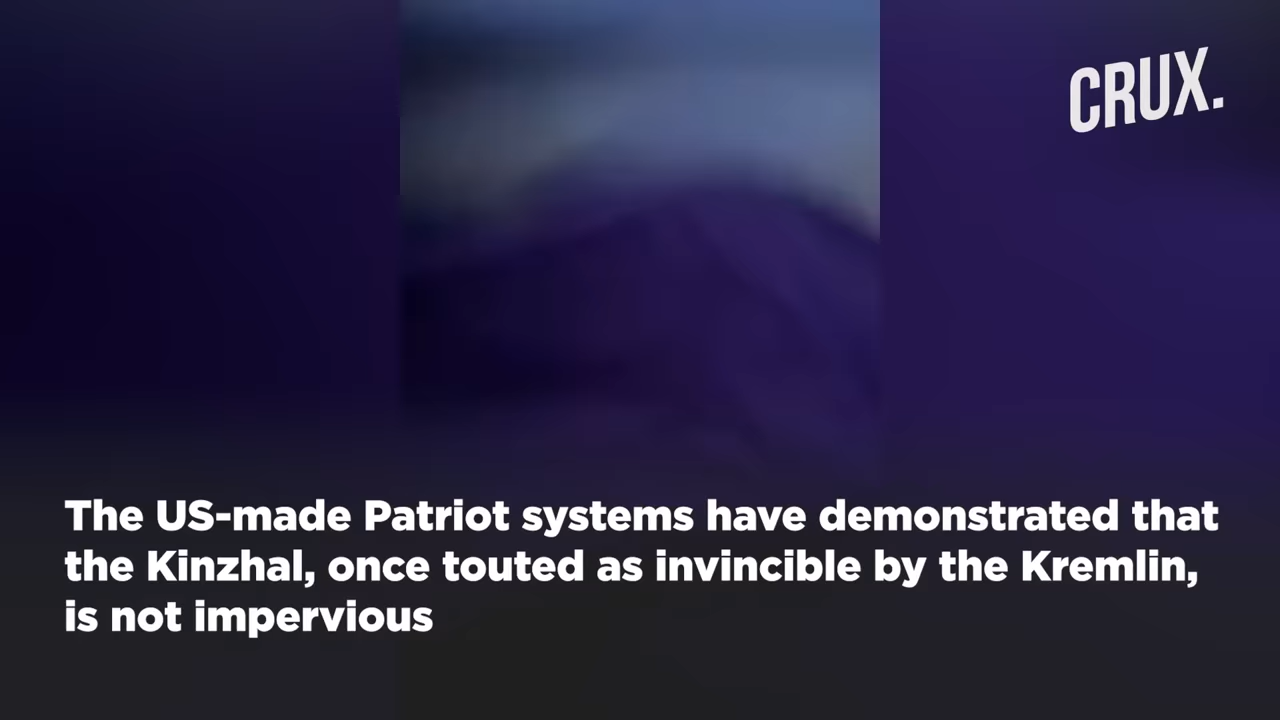 CRUX.
The US-made Patriot systems have demonstrated that
the Kinzhal, once touted as invincible by the Kremlin,
is not impervious